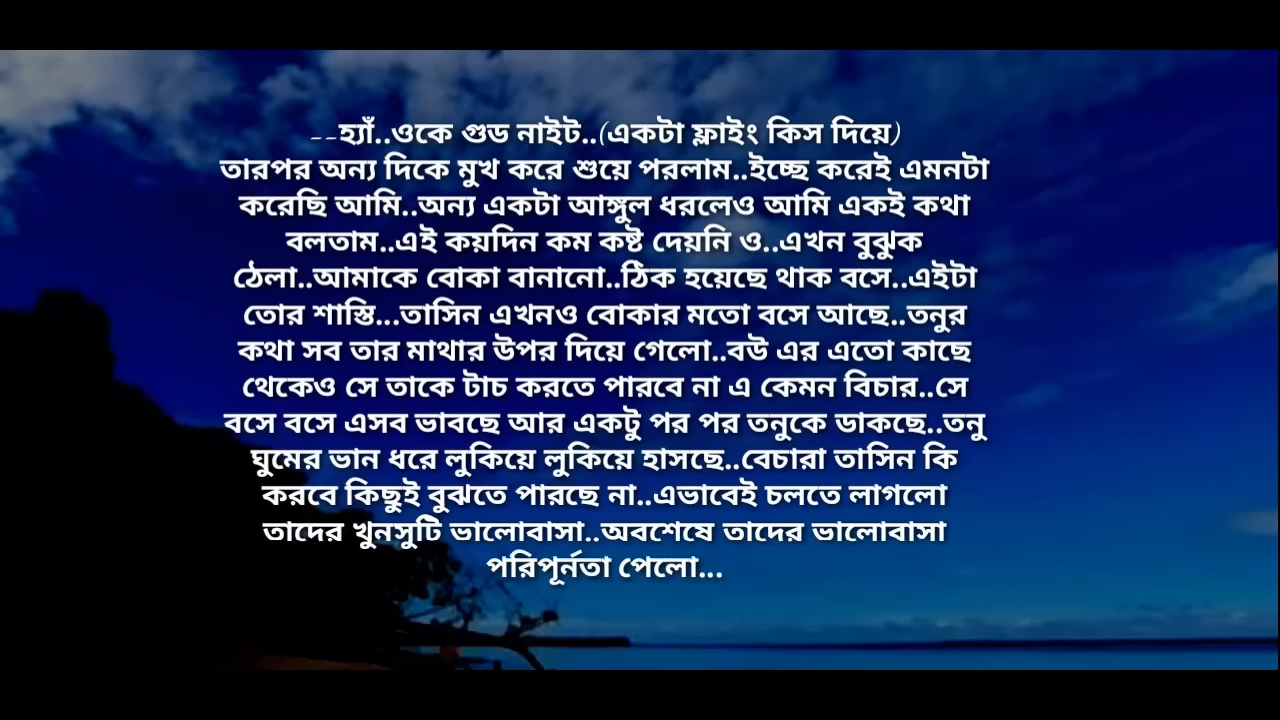 --হ্যাঁ..ওকে গুড নাইট..(একটা ফ্লাইং কিস দিয়ে)
তারপর অন্য দিকে মুখ করে শুয়ে পরলাম..ইচ্ছে করেই এমনটা
করেছি আমি..অন্য একটা আঙ্গুল ধরলেও আমি একই কথা
বলতাম..এই কয়দিন কম কষ্ট দেয়নি ও..এখন বুঝুক
ঠেলা..আমাকে বোকা বানানো..ঠিক হয়েছে থাক বসে..এইটা
তোর শাস্তি...তাসিন এখনও বোকার মতো বসে আছে..তনুর
কথা সব তার মাথার উপর দিয়ে গেলো..বউ এর এতো কাছে
থেকেও সে তাকে টাচ করতে পারবে না এ কেমন বিচার..সে
বসে বসে এসব ভাবছে আর একটু পর পর তনুকে ডাকছে..তনু
ঘুমের ভান ধরে লুকিয়ে লুকিয়ে হাসছে..বেচারা তাসিন কি
করবে কিছুই বুঝতে পারছে না..এভাবেই চলতে লাগলো
তাদের খুনসুটি ভালোবাসা..অবশেষে তাদের ভালোবাসা
পরিপূর্নতা পেলো...